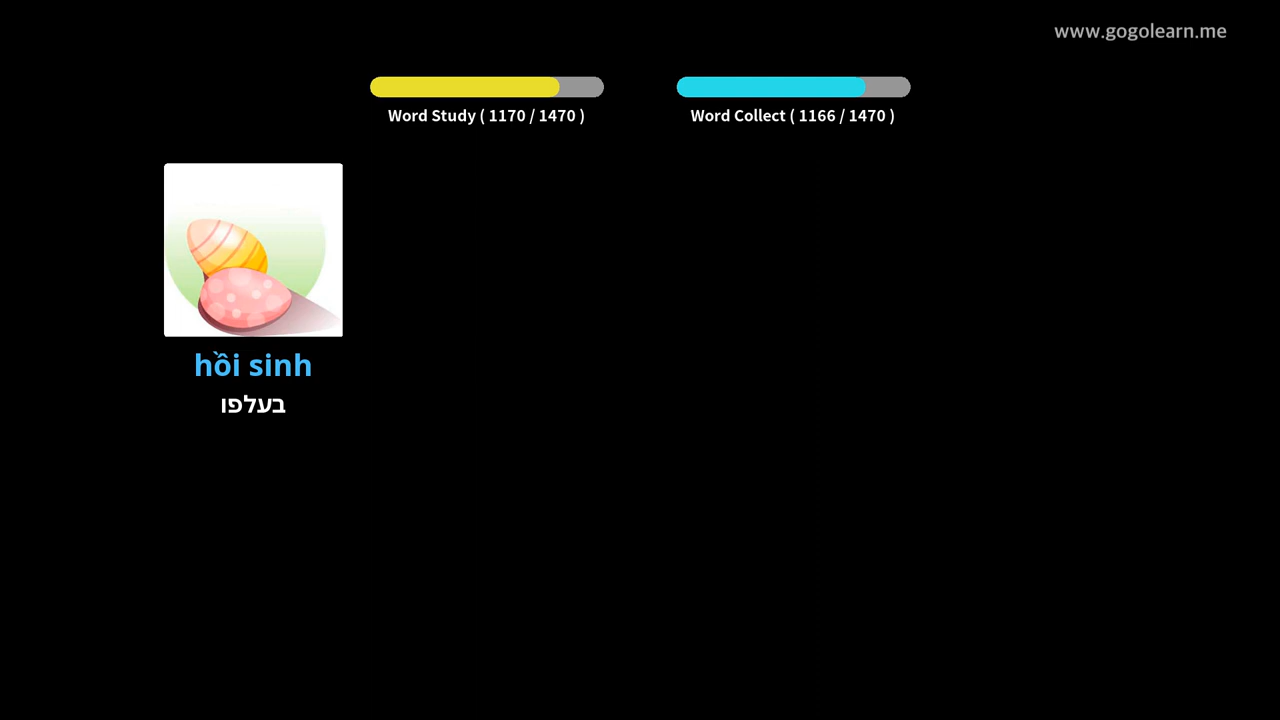 www.gogolearn.me
Word Study ( 1170 / 1470 )
Word Collect ( 1166 / 1470 )
hồi sinh
בעלפו